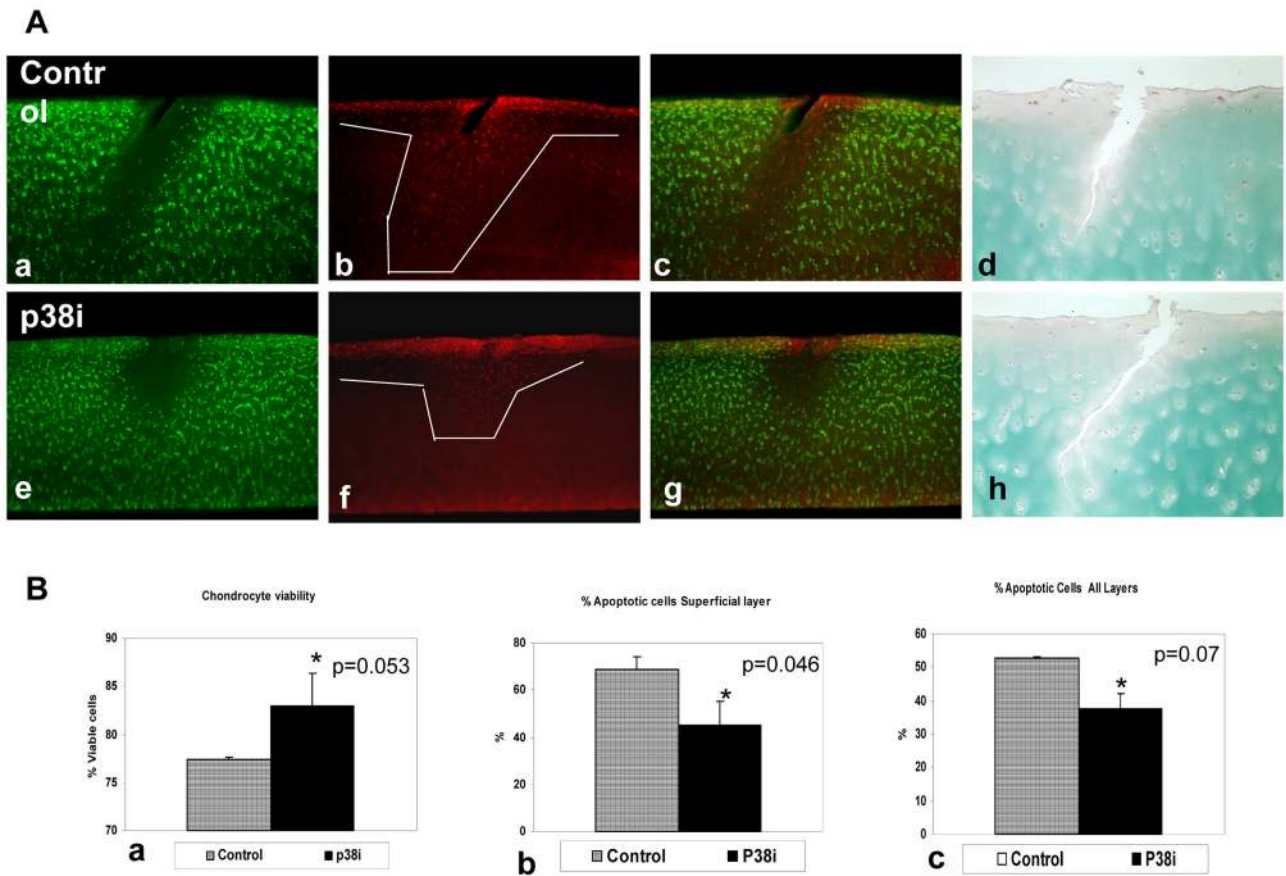 A
Contr
ol
a
b
c
d
p38i
e
f
g
h
B
Chondrocyte viability
90
85
80
75
70
% Viable cells
*
p=0.053
a
Control
p38i
% Apoptotic cells Superficial layer
80
60
40
20
0
%
*
p=0.046
b
Control
P38i
% Apoptotic Cells All Layers
60
50
40
30
20
10
0
%
*
p=0.07
c
Control
P38i